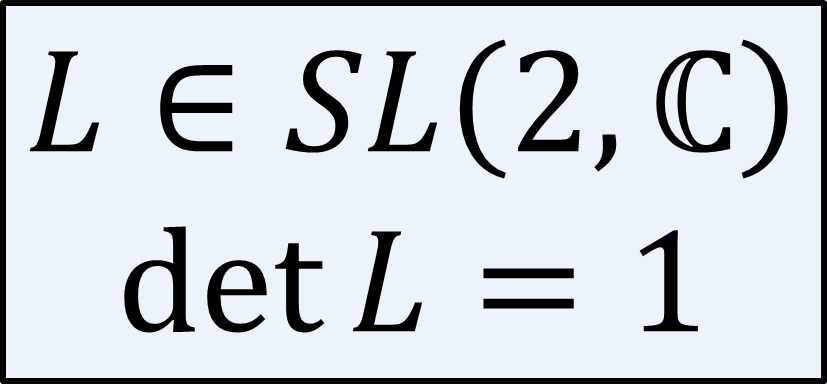 L ∈ SL(2, ℂ)
det L = 1